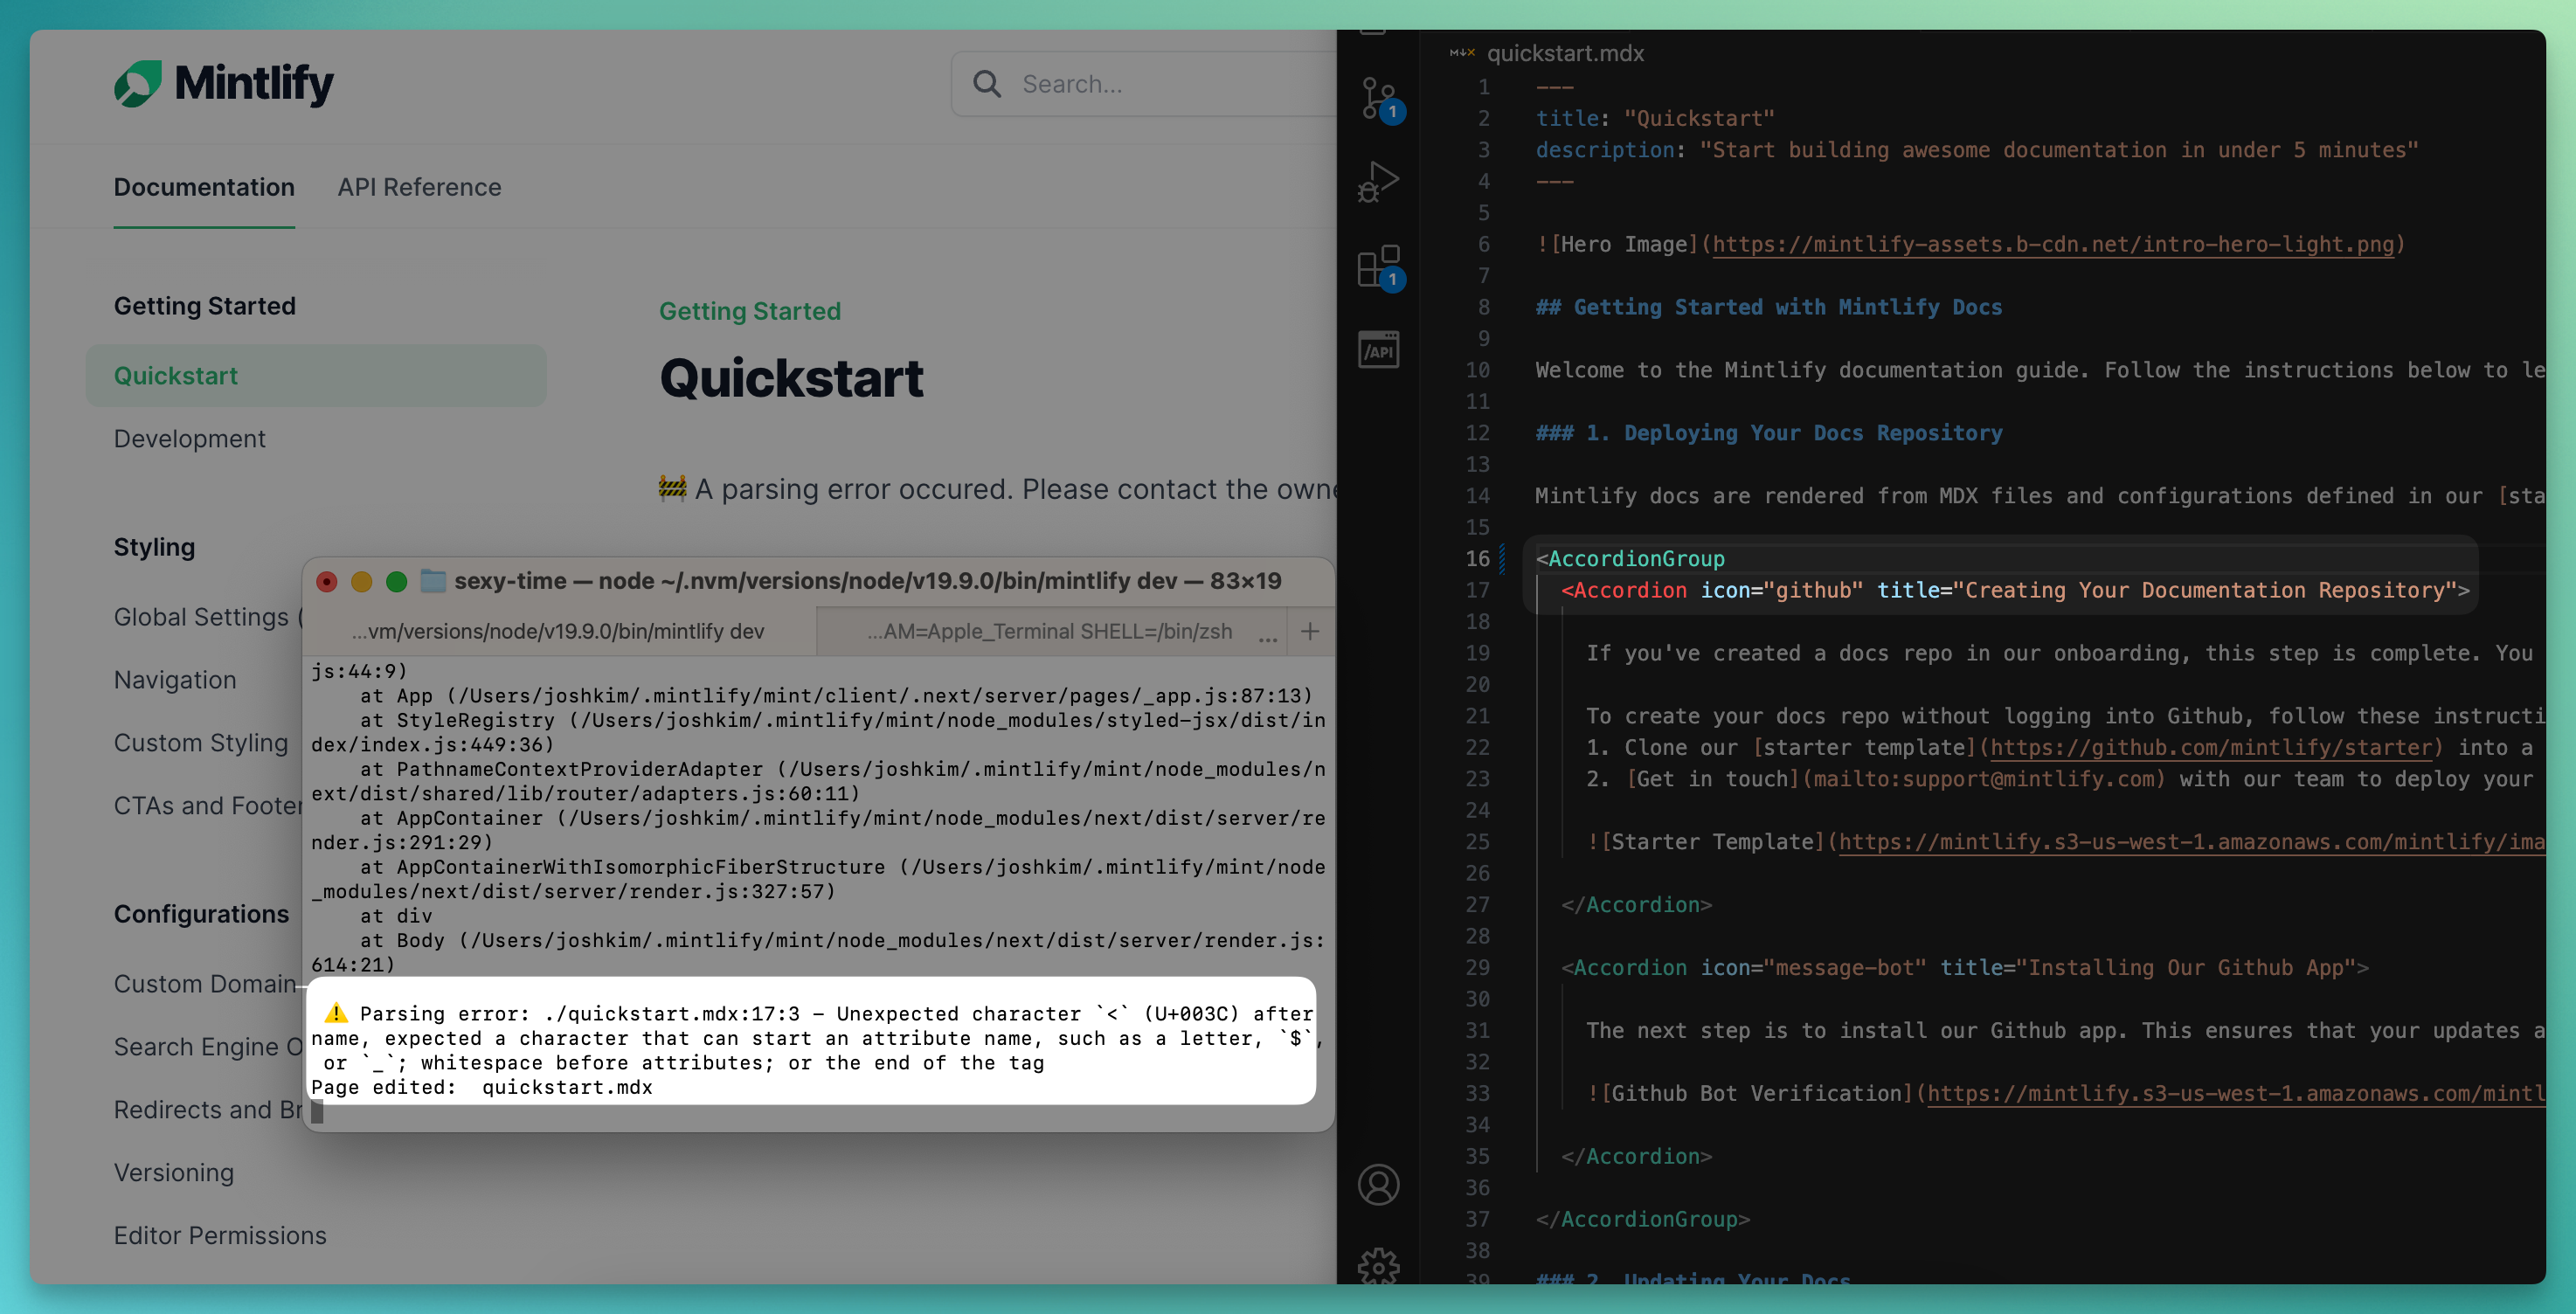 Mintlify
Search...
Documentation
API Reference
Getting Started
Quickstart
Development
Styling
Global Settings (
Navigation
Custom Styling
CTAs and Footer
Configurations
Custom Domain
Search Engine O
Redirects and Br
Versioning
Editor Permissions
Getting Started
Quickstart
🚧 A parsing error occured. Please contact the owne
sexy-time — node ~/.nvm/versions/node/v19.9.0/bin/mintlify dev — 83×19
...vm/versions/node/v19.9.0/bin/mintlify dev
...AM=Apple_Terminal SHELL=/bin/zsh ... +
js:44:9)
at App (/Users/joshkim/.mintlify/mint/client/.next/server/pages/_app.js:87:13)
at StyleRegistry (/Users/joshkim/.mintlify/mint/node_modules/styled-jsx/dist/in
dex/index.js:449:36)
at PathnameContextProviderAdapter (/Users/joshkim/.mintlify/mint/node_modules/n
ext/dist/shared/lib/router/adapters.js:60:11)
at AppContainer (/Users/joshkim/.mintlify/mint/node_modules/next/dist/server/re
nder.js:291:29)
at AppContainerWithIsomorphicFiberStructure (/Users/joshkim/.mintlify/mint/node
_modules/next/dist/server/render.js:327:57)
at div
at Body (/Users/joshkim/.mintlify/mint/node_modules/next/dist/server/render.js:
614:21)
⚠️ Parsing error: ./quickstart.mdx:17:3 – Unexpected character `<` (U+003C) after
name, expected a character that can start an attribute name, such as a letter, `$`,
or `_`; whitespace before attributes; or the end of the tag
Page edited:  quickstart.mdx
1
1
/API
M↓× quickstart.mdx
1 ---
2 title: "Quickstart"
3 description: "Start building awesome documentation in under 5 minutes"
4 ---
5
6 ![Hero Image](https://mintlify-assets.b-cdn.net/intro-hero-light.png)
7
8 ## Getting Started with Mintlify Docs
9
10 Welcome to the Mintlify documentation guide. Follow the instructions below to le
11
12 ### 1. Deploying Your Docs Repository
13
14 Mintlify docs are rendered from MDX files and configurations defined in our [sta
15
16 <AccordionGroup
17 <Accordion icon="github" title="Creating Your Documentation Repository">
18
19 If you've created a docs repo in our onboarding, this step is complete. You
20
21 To create your docs repo without logging into Github, follow these instructi
22 1. Clone our [starter template](https://github.com/mintlify/starter) into a
23 2. [Get in touch](mailto:support@mintlify.com) with our team to deploy your
24
25 ![Starter Template](https://mintlify.s3-us-west-1.amazonaws.com/mintlify/ima
26
27 </Accordion>
28
29 <Accordion icon="message-bot" title="Installing Our Github App">
30
31 The next step is to install our Github app. This ensures that your updates a
32
33 ![Github Bot Verification](https://mintlify.s3-us-west-1.amazonaws.com/mintl
34
35 </Accordion>
36
37 </AccordionGroup>
38
39 ### 2. Updating Your Docs